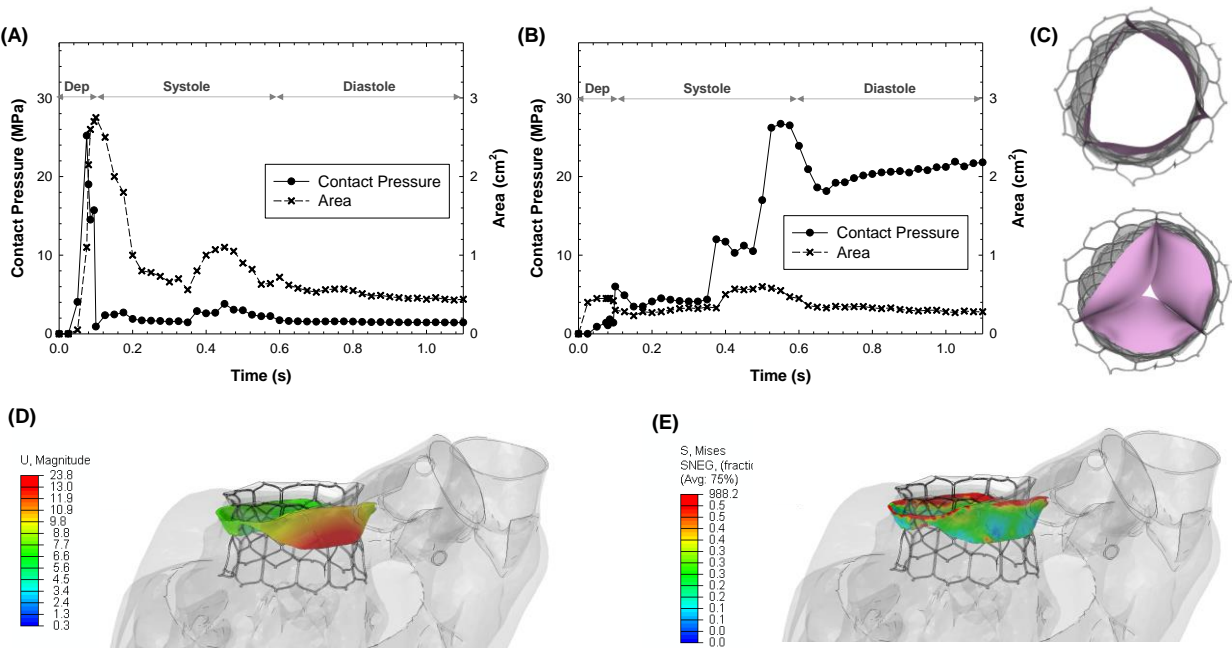 (A)
Dep
Systole
Diastole
30
20
10
0
3
2
1
0
Contact Pressure (MPa)
Area (cm²)
Contact Pressure
Area
0.0 0.2 0.4 0.6 0.8 1.0
Time (s)
(B)
Dep
Systole
Diastole
30
20
10
0
3
2
1
0
Contact Pressure (MPa)
Area (cm²)
Contact Pressure
Area
0.0 0.2 0.4 0.6 0.8 1.0
Time (s)
(C)
(D)
U, Magnitude
23.8
13.0
11.9
9.8
8.8
7.7
6.6
5.6
4.5
3.4
2.4
1.3
0.3
(E)
S, Mises
SNEG, (fractic
(Avg: 75%)
988.2
0.5
0.5
0.4
0.4
0.3
0.3
0.3
0.2
0.1
0.1
0.0
0.0